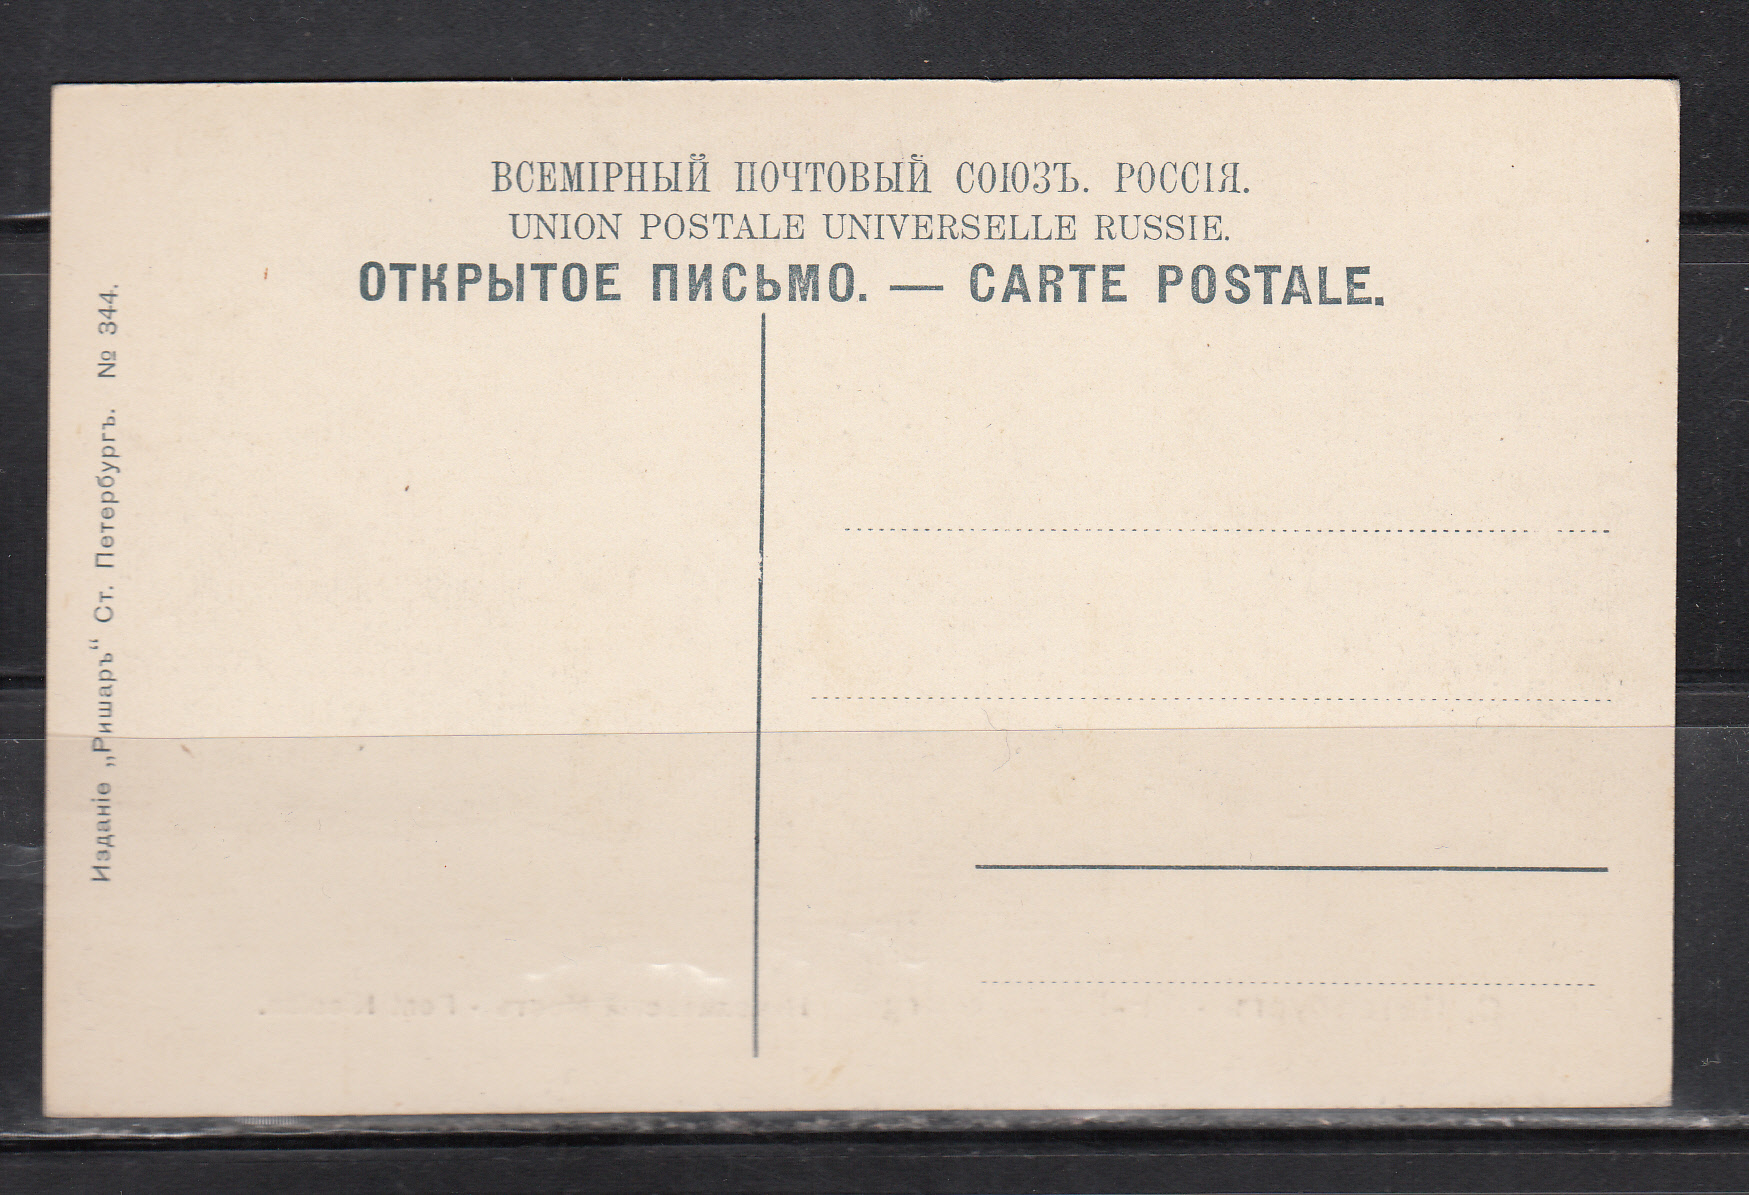 ВСЕМІРНЫЙ ПОЧТОВЫЙ СОЮЗЪ. РОССІЯ.
UNION POSTALE UNIVERSELLE RUSSIE.
ОТКРЫТОЕ ПИСЬМО. — CARTE POSTALE.
Изданіе „Ришаръ“ Ст. Петербургъ. № 344.